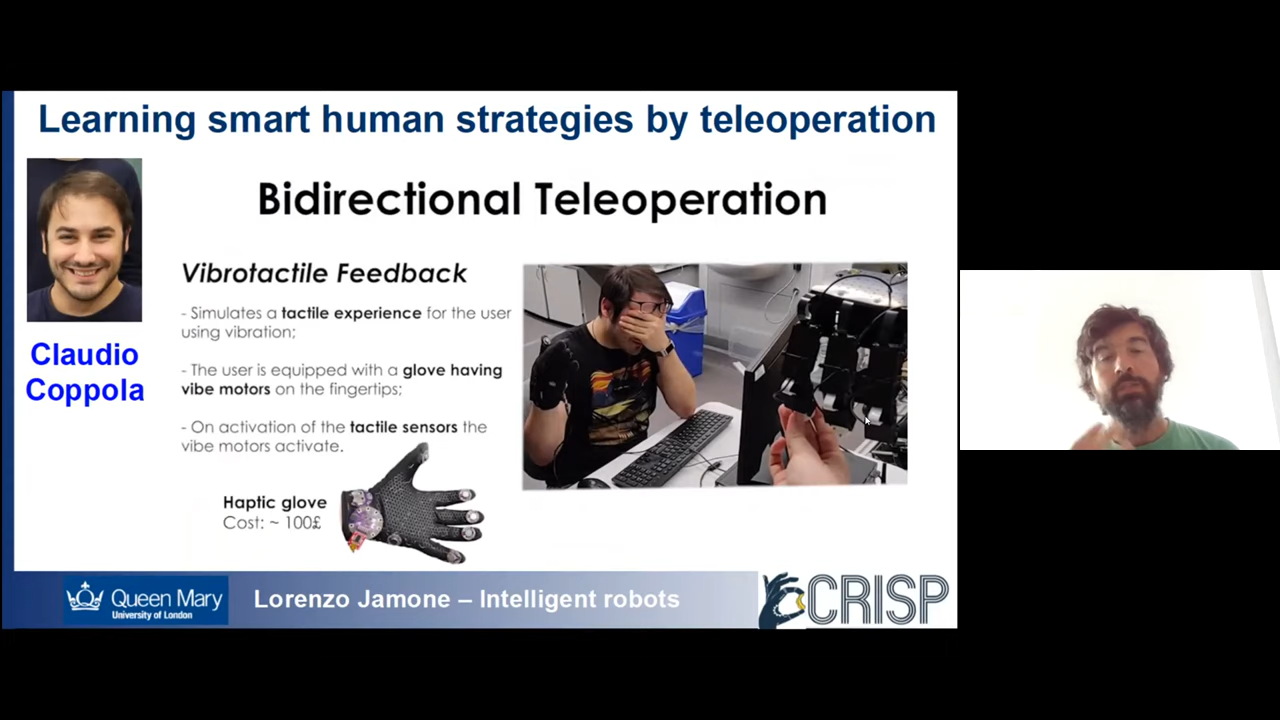 Learning smart human strategies by teleoperation
Bidirectional Teleoperation
Claudio
Coppola
Vibrotactile Feedback
- Simulates a tactile experience for the user
using vibration;
- The user is equipped with a glove having
vibe motors on the fingertips;
- On activation of the tactile sensors the
vibe motors activate.
Haptic glove
Cost: ~ 100£
Queen Mary
University of London
Lorenzo Jamone – Intelligent robots
CRISP